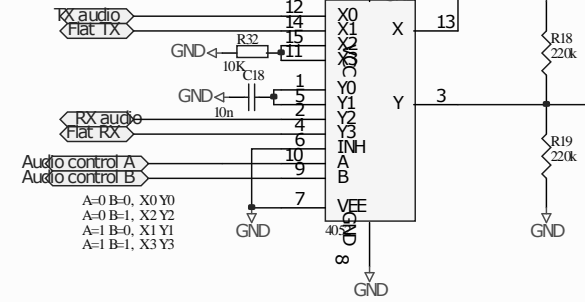 TX audio 12 X0
Flat TX 14 X1 X 13
15 X2
GND R32 11 X3
10K
C18
GND 1 Y0
10n 5 Y1 Y 3
RX audio 2 Y2
Flat RX 4 Y3
6 INH
Audio control A 10 A
Audio control B 9 B
A=0 B=0, X0 Y0
A=0 B=1, X2 Y2
A=1 B=0, X1 Y1
A=1 B=1, X3 Y3
7 VEE
GND
GND
8
GND
R18
220k
R19
220k
GND